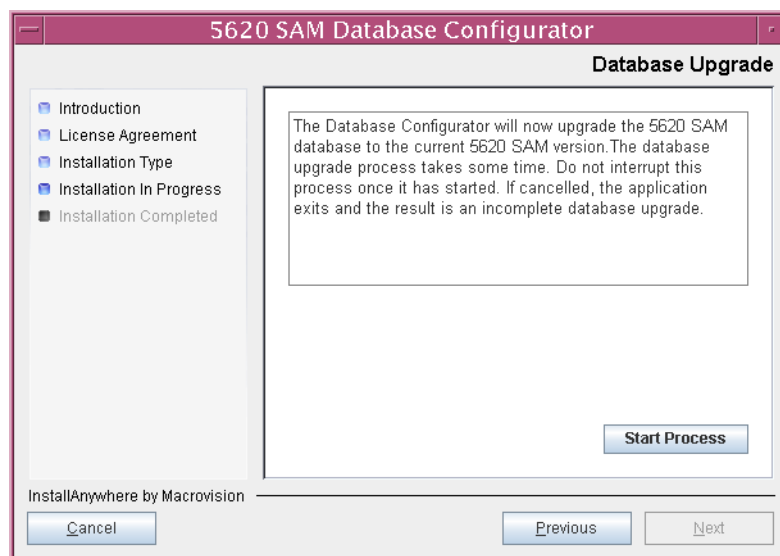 5620 SAM Database Configurator
Database Upgrade
Introduction
License Agreement
Installation Type
Installation In Progress
Installation Completed
The Database Configurator will now upgrade the 5620 SAM
database to the current 5620 SAM version.The database
upgrade process takes some time. Do not interrupt this
process once it has started. If cancelled, the application
exits and the result is an incomplete database upgrade.
Start Process
InstallAnywhere by Macrovision
Cancel
Previous
Next